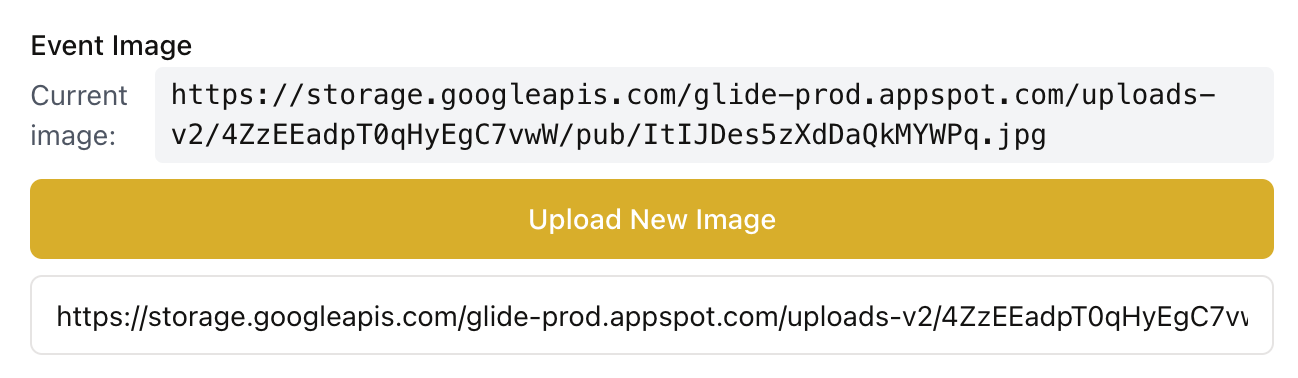 Event Image
Current
image:
https://storage.googleapis.com/glide-prod.appspot.com/uploads-
v2/4ZzEEadpT0qHyEgC7vwW/pub/ItIJDes5zXdDaQkMYWPq.jpg
Upload New Image
https://storage.googleapis.com/glide-prod.appspot.com/uploads-v2/4ZzEEadpT0qHyEgC7vv